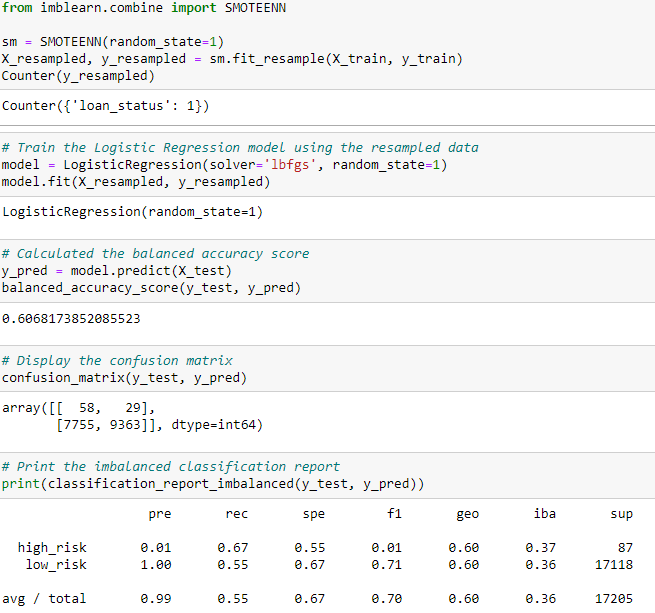 from imblearn.combine import SMOTEENN
sm = SMOTEENN(random_state=1)
X_resampled, y_resampled = sm.fit_resample(X_train, y_train)
Counter(y_resampled)
Counter({'loan_status': 1})
# Train the Logistic Regression model using the resampled data
model = LogisticRegression(solver='lbfgs', random_state=1)
model.fit(X_resampled, y_resampled)
LogisticRegression(random_state=1)
# Calculated the balanced accuracy score
y_pred = model.predict(X_test)
balanced_accuracy_score(y_test, y_pred)
0.6068173852085523
# Display the confusion matrix
confusion_matrix(y_test, y_pred)
array([[  58,   29],
       [7755, 9363]], dtype=int64)
# Print the imbalanced classification report
print(classification_report_imbalanced(y_test, y_pred))
                   pre       rec       spe        f1       geo       iba       sup
  high_risk       0.01      0.67      0.55      0.01      0.60      0.37        87
   low_risk       1.00      0.55      0.67      0.71      0.60      0.36     17118
avg / total       0.99      0.55      0.67      0.70      0.60      0.36     17205